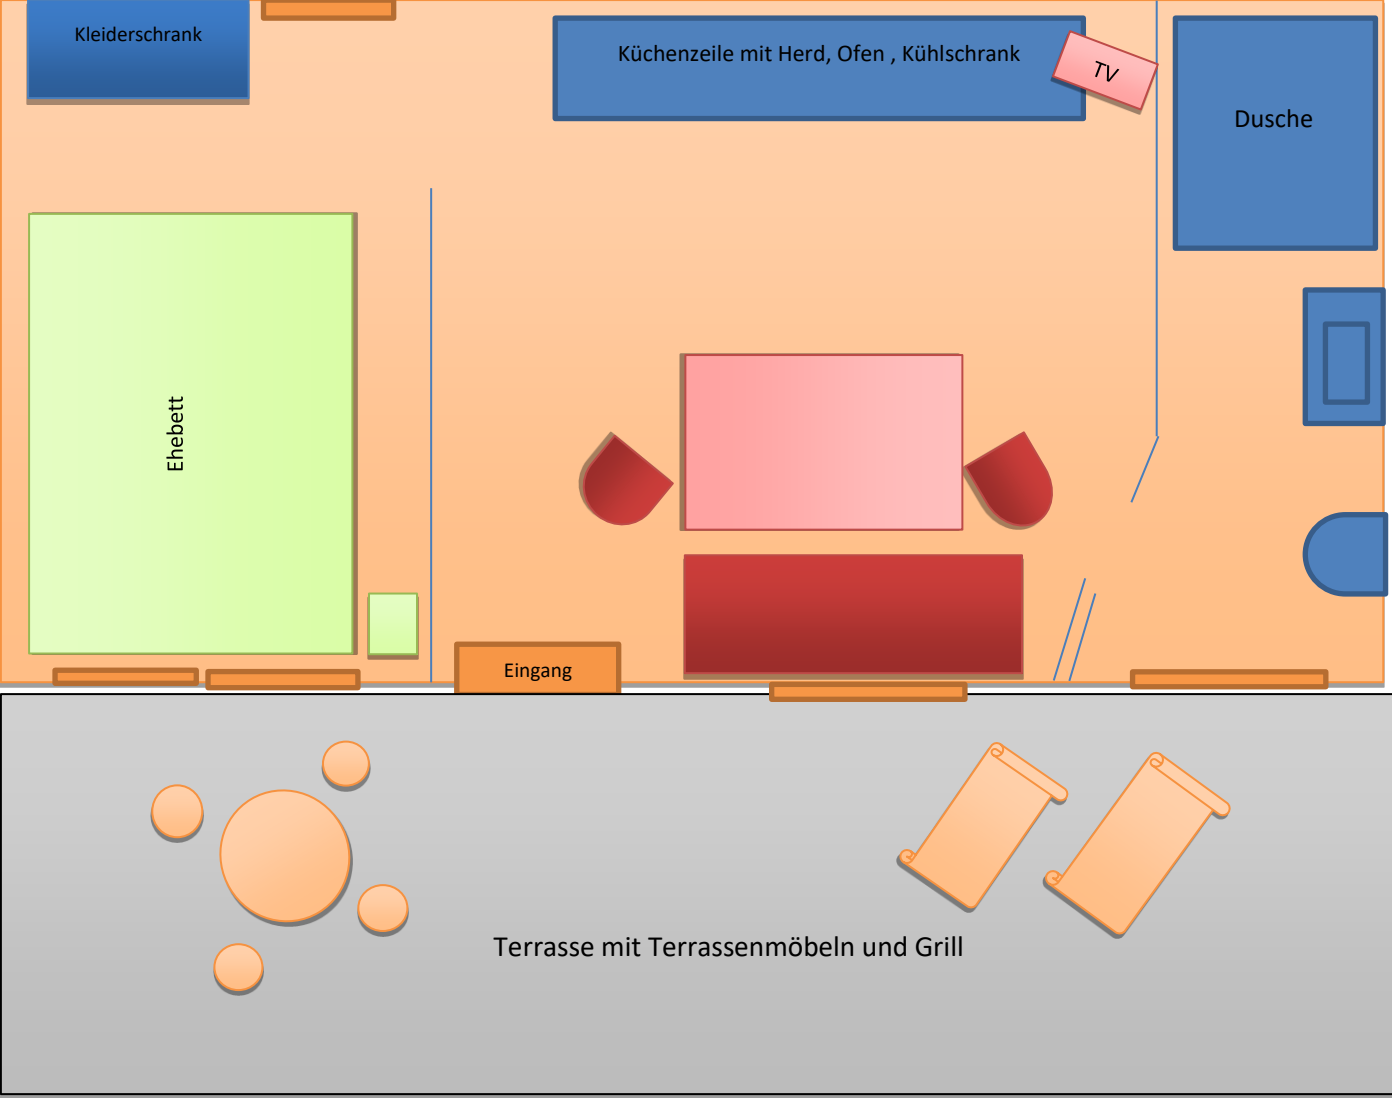 Kleiderschrank
Küchenzeile mit Herd, Ofen , Kühlschrank
TV
Dusche
Ehebett
Eingang
Terrasse mit Terrassenmöbeln und Grill